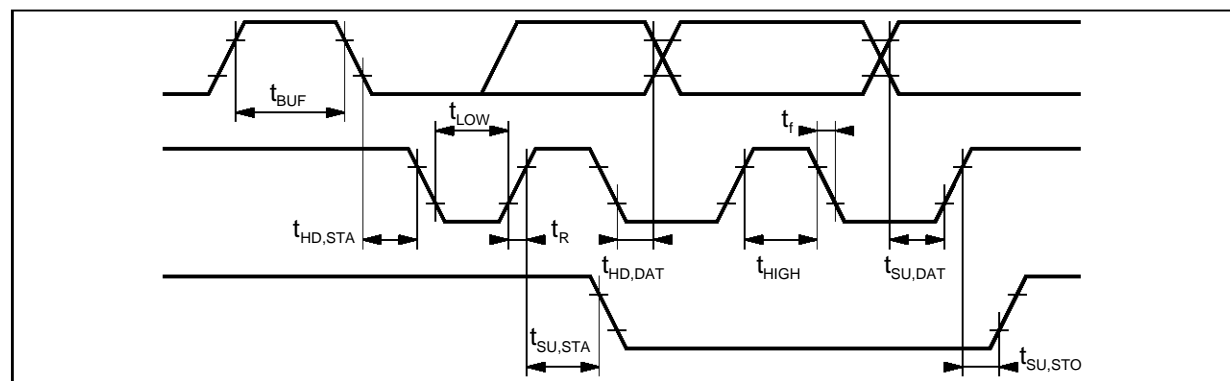 tBUF
tLOW
tf
tHD,STA
tR
tHD,DAT
tHIGH
tSU,DAT
tSU,STA
tSU,STO